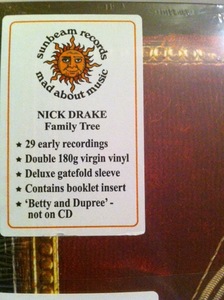 sunbeam records
mad about music
NICK DRAKE
Family Tree
★ 29 early recordings
★ Double 180g virgin vinyl
★ Deluxe gatefold sleeve
★ Contains booklet insert
★ 'Betty and Dupree' -
not on CD